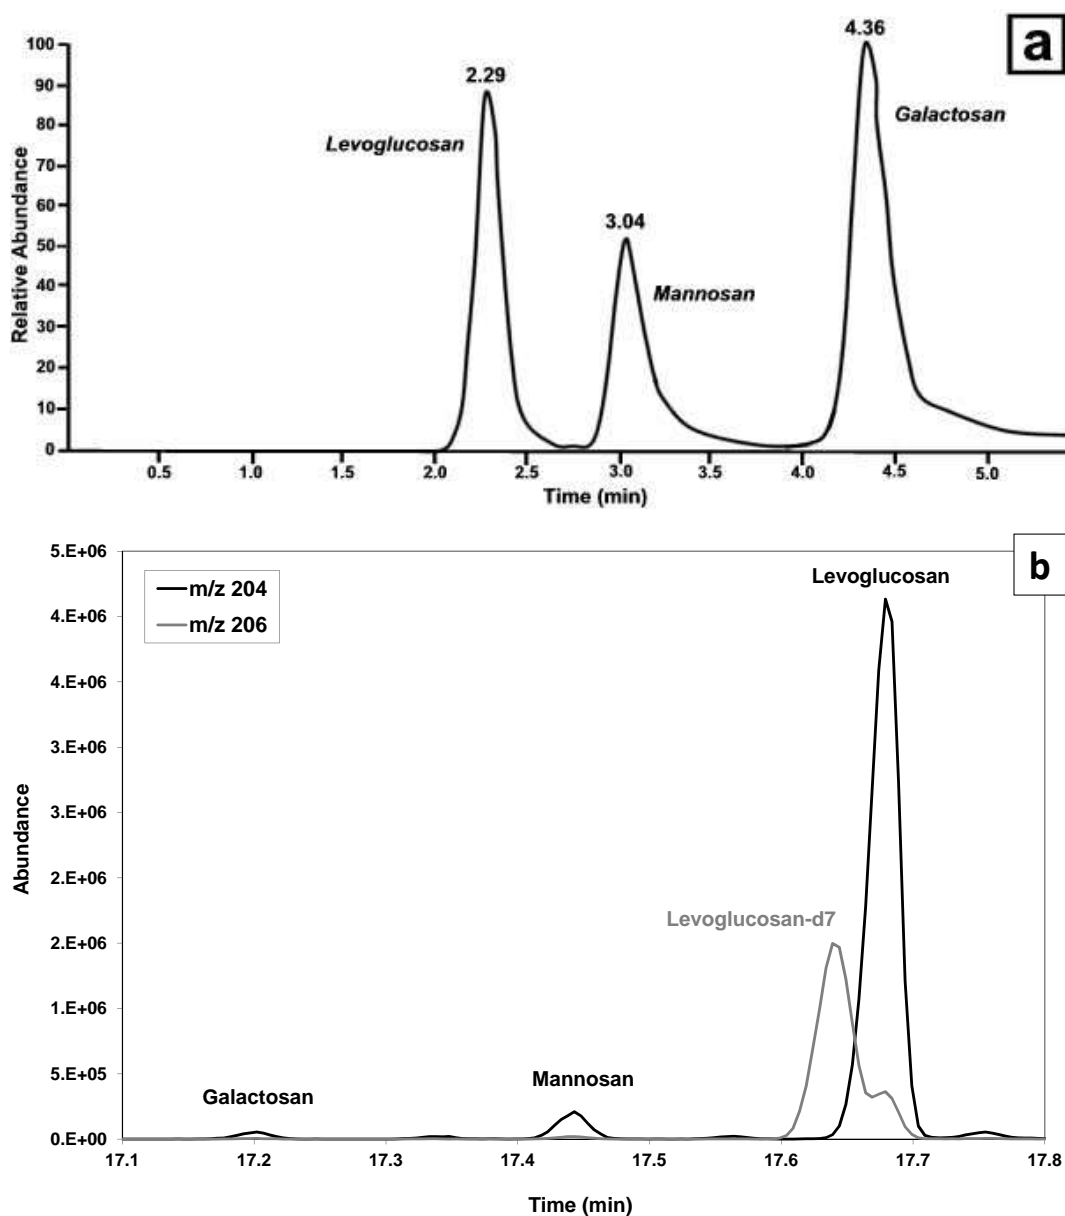 a
4.36
2.29
Levoglucosan
Galactosan
3.04
Mannosan
Relative Abundance
100
90
80
70
60
50
40
30
20
10
0
0.5 1.0 1.5 2.0 2.5 3.0 3.5 4.0 4.5 5.0
Time (min)
b
m/z 204
m/z 206
Levoglucosan
Levoglucosan-d7
Mannosan
Galactosan
Abundance
5.E+06
4.E+06
4.E+06
3.E+06
3.E+06
2.E+06
2.E+06
1.E+06
5.E+05
0.E+00
17.1 17.2 17.3 17.4 17.5 17.6 17.7 17.8
Time (min)